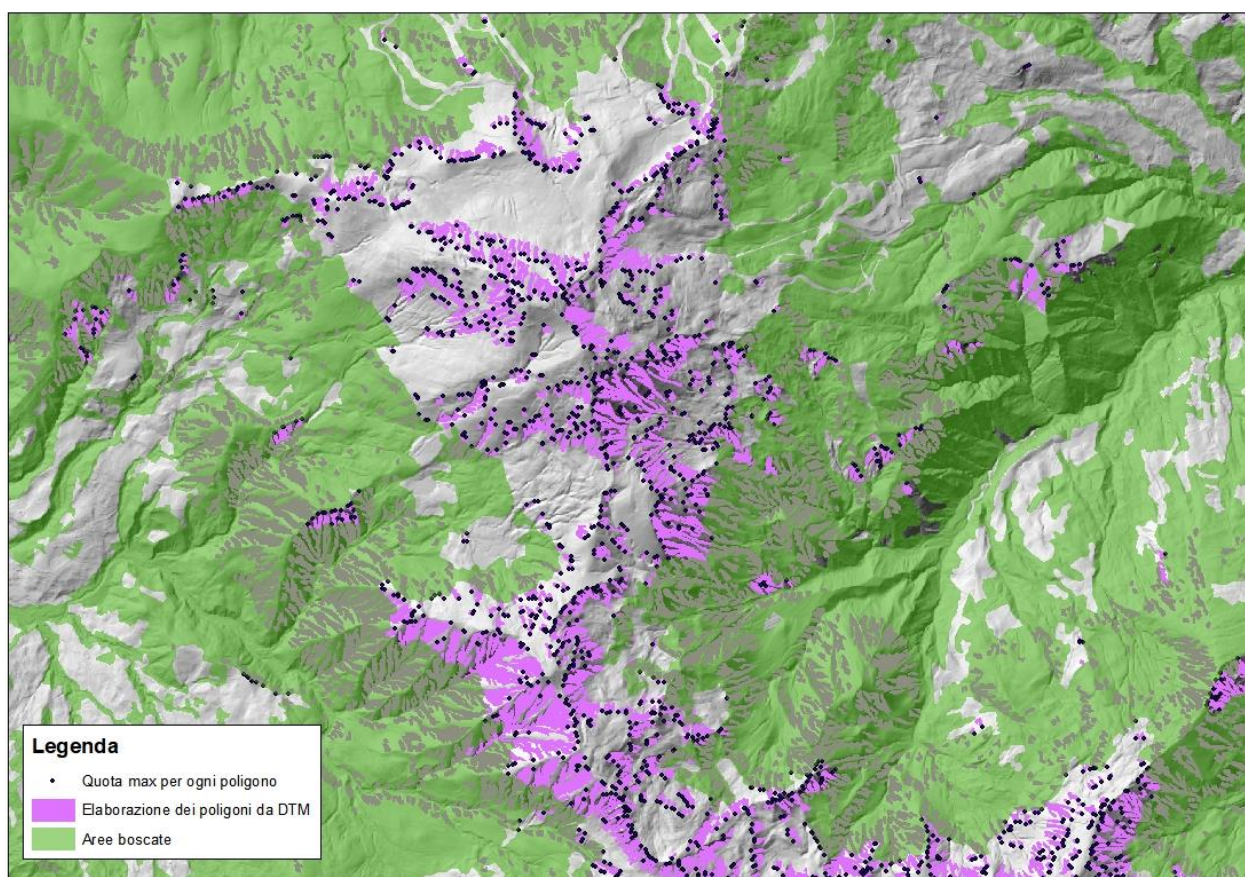 Legenda
Quota max per ogni poligono
Elaborazione dei poligoni da DTM
Aree boscate